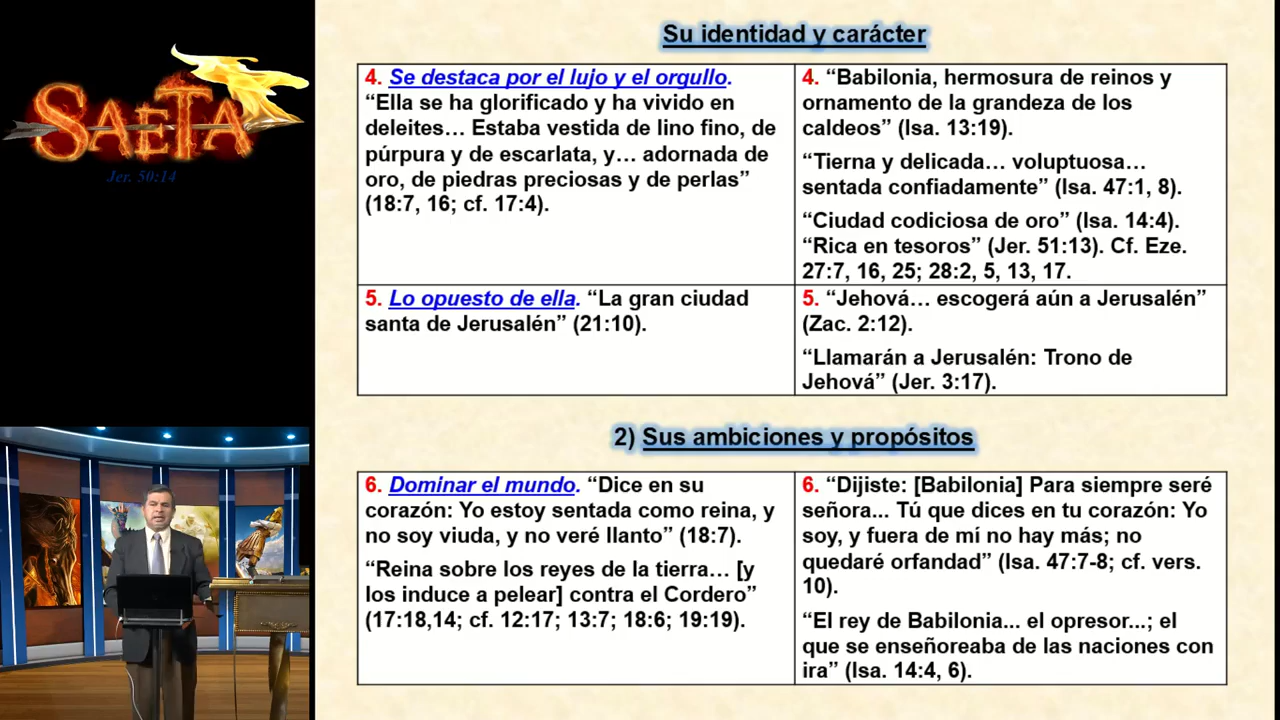 SAETA
Jer. 50:14
Su identidad y carácter
4. Se destaca por el lujo y el orgullo.
“Ella se ha glorificado y ha vivido en
deleites… Estaba vestida de lino fino, de
púrpura y de escarlata, y… adornada de
oro, de piedras preciosas y de perlas”
(18:7, 16; cf. 17:4).
4. “Babilonia, hermosura de reinos y
ornamento de la grandeza de los
caldeos” (Isa. 13:19).
“Tierna y delicada… voluptuosa…
sentada confiadamente” (Isa. 47:1, 8).
“Ciudad codiciosa de oro” (Isa. 14:4).
“Rica en tesoros” (Jer. 51:13). Cf. Eze.
27:7, 16, 25; 28:2, 5, 13, 17.
5. Lo opuesto de ella. “La gran ciudad
santa de Jerusalén” (21:10).
5. “Jehová… escogerá aún a Jerusalén”
(Zac. 2:12).
“Llamarán a Jerusalén: Trono de
Jehová” (Jer. 3:17).
2) Sus ambiciones y propósitos
6. Dominar el mundo. “Dice en su
corazón: Yo estoy sentada como reina, y
no soy viuda, y no veré llanto” (18:7).
“Reina sobre los reyes de la tierra… [y
los induce a pelear] contra el Cordero”
(17:18,14; cf. 12:17; 13:7; 18:6; 19:19).
6. “Dijiste: [Babilonia] Para siempre seré
señora... Tú que dices en tu corazón: Yo
soy, y fuera de mí no hay más; no
quedaré orfandad” (Isa. 47:7-8; cf. vers.
10).
“El rey de Babilonia... el opresor...; el
que se enseñoreaba de las naciones con
ira” (Isa. 14:4, 6).